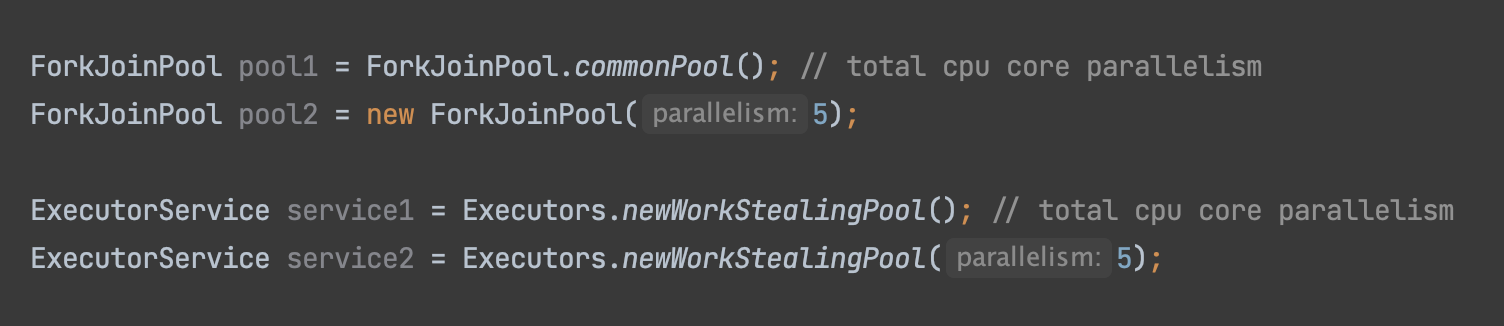 ForkJoinPool pool1 = ForkJoinPool.commonPool(); // total cpu core parallelism
ForkJoinPool pool2 = new ForkJoinPool( parallelism: 5);
ExecutorService service1 = Executors.newWorkStealingPool(); // total cpu core parallelism
ExecutorService service2 = Executors.newWorkStealingPool( parallelism: 5);